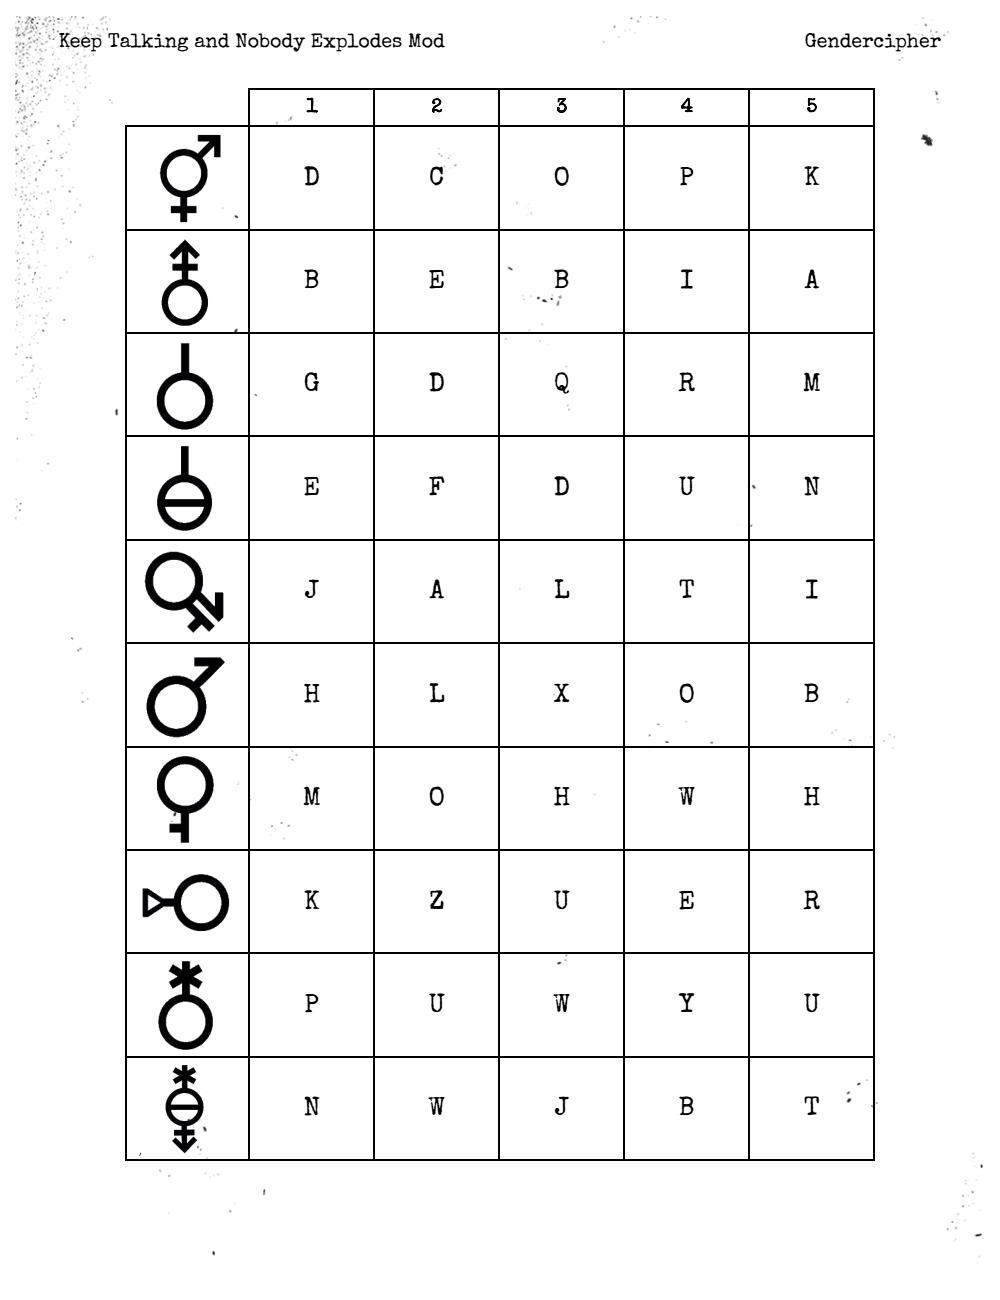 Keep Talking and Nobody Explodes Mod Gendercipher
1 2 3 4 5
D C O P K
B E B I A
G D Q R M
E F D U N
J A L T I
H L X O B
M O H W H
K Z U E R
P U W Y U
N W J B T